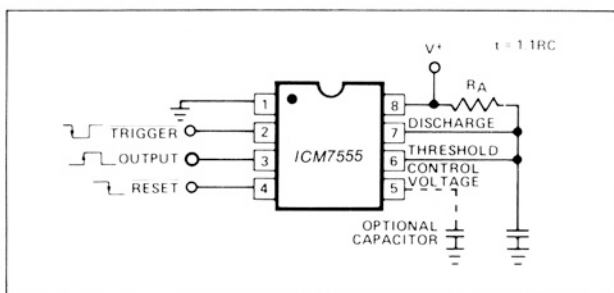 V+
t = 1.1RC
RA
1
8
DISCHARGE
TRIGGER
2
7
THRESHOLD
OUTPUT
3
ICM7555
6
CONTROL
VOLTAGE
RESET
4
5
OPTIONAL
CAPACITOR